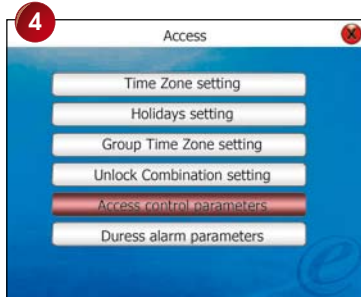 4
Access
X
Time Zone setting
Holidays setting
Group Time Zone setting
Unlock Combination setting
Access control parameters
Duress alarm parameters
e